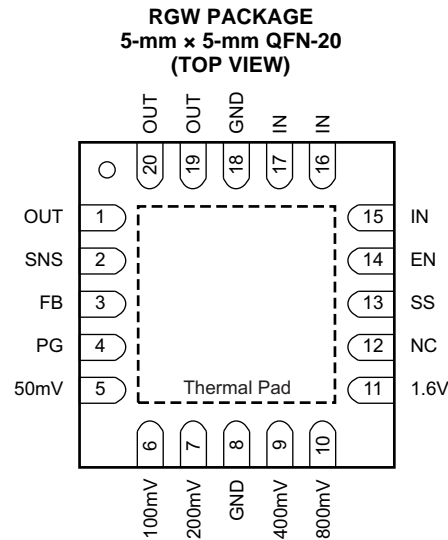 RGW PACKAGE
5-mm × 5-mm QFN-20
(TOP VIEW)
OUT
OUT
GND
IN
IN
20
19
18
17
16
OUT 1
15 IN
SNS 2
14 EN
FB 3
13 SS
PG 4
12 NC
50mV 5
Thermal Pad
11 1.6V
6
7
8
9
10
100mV
200mV
GND
400mV
800mV